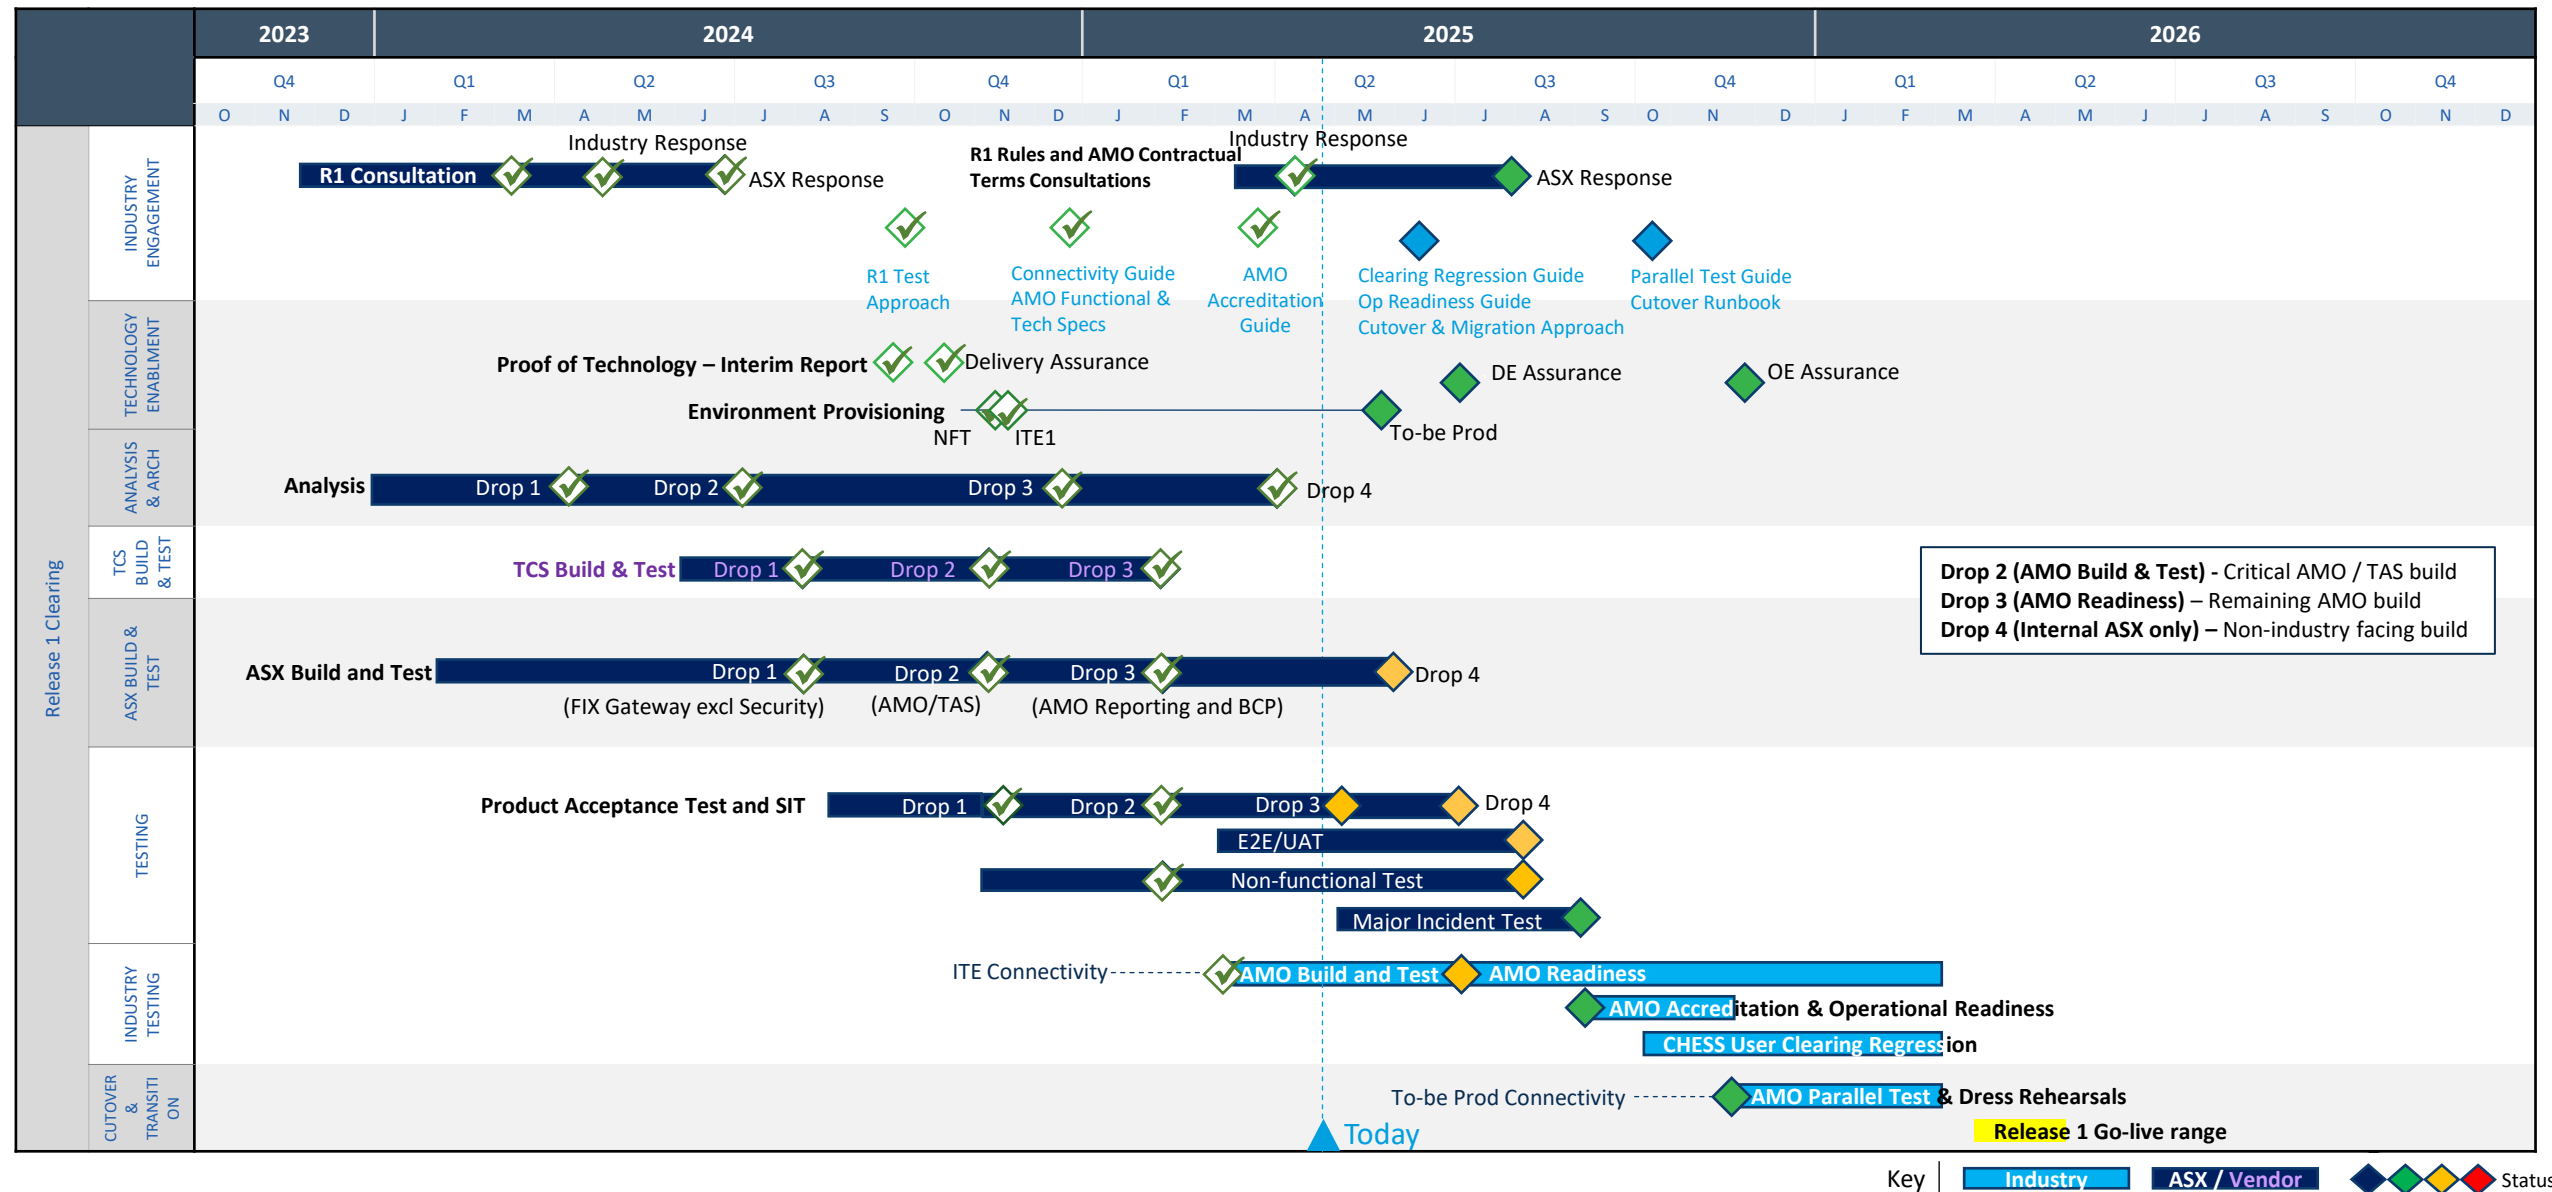 2023 2024 2025 2026
Q4 Q1 Q2 Q3 Q4 Q1 Q2 Q3 Q4 Q1 Q2 Q3 Q4
O N D J F M A M J J A S O N D J F M A M J J A S O N D J F M A M J J A S O N D
Release 1 Clearing
INDUSTRY
ENGAGEMENT
Industry Response
R1 Consultation
ASX Response
R1 Rules and AMO Contractual
Terms Consultations
Industry Response
ASX Response
R1 Test
Approach
Connectivity Guide
AMO Functional &
Tech Specs
AMO
Accreditation
Guide
Clearing Regression Guide
Op Readiness Guide
Cutover & Migration Approach
Parallel Test Guide
Cutover Runbook
TECHNOLOGY
ENABLMENT
Proof of Technology – Interim Report
Delivery Assurance
DE Assurance
OE Assurance
Environment Provisioning
NFT
ITE1
To-be Prod
ANALYSIS
& ARCH
Analysis
Drop 1
Drop 2
Drop 3
Drop 4
TCS
BUILD
& TEST
TCS Build & Test
Drop 1
Drop 2
Drop 3
Drop 2 (AMO Build & Test) - Critical AMO / TAS build
Drop 3 (AMO Readiness) – Remaining AMO build
Drop 4 (Internal ASX only) – Non-industry facing build
ASX BUILD &
TEST
ASX Build and Test
Drop 1
Drop 2
Drop 3
Drop 4
(FIX Gateway excl Security)
(AMO/TAS)
(AMO Reporting and BCP)
TESTING
Product Acceptance Test and SIT
Drop 1
Drop 2
Drop 3
Drop 4
E2E/UAT
Non-functional Test
Major Incident Test
INDUSTRY
TESTING
ITE Connectivity
AMO Build and Test
AMO Readiness
AMO Accreditation & Operational Readiness
CHESS User Clearing Regression
CUTOVER
&
TRANSITI
ON
To-be Prod Connectivity
AMO Parallel Test & Dress Rehearsals
Today
Release 1 Go-live range
Key
Industry
ASX / Vendor
Status